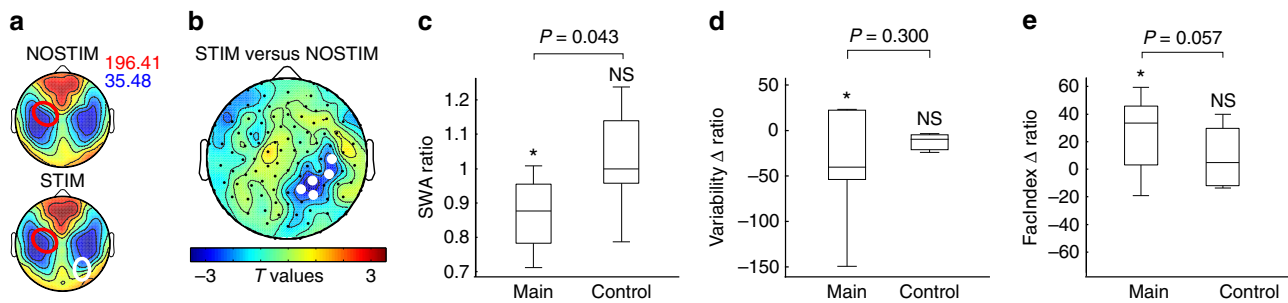 a
NOSTIM
196.41
35.48
STIM
b
STIM versus NOSTIM
−3
T values
3
c
P = 0.043
NS
*
SWA ratio
1.2
1.1
1.0
0.9
0.8
0.7
Main
Control
d
P = 0.300
*
NS
Variability Δ ratio
50
0
−50
−100
−150
Main
Control
e
P = 0.057
*
NS
FacIndex Δ ratio
60
40
20
0
−20
−40
−60
Main
Control